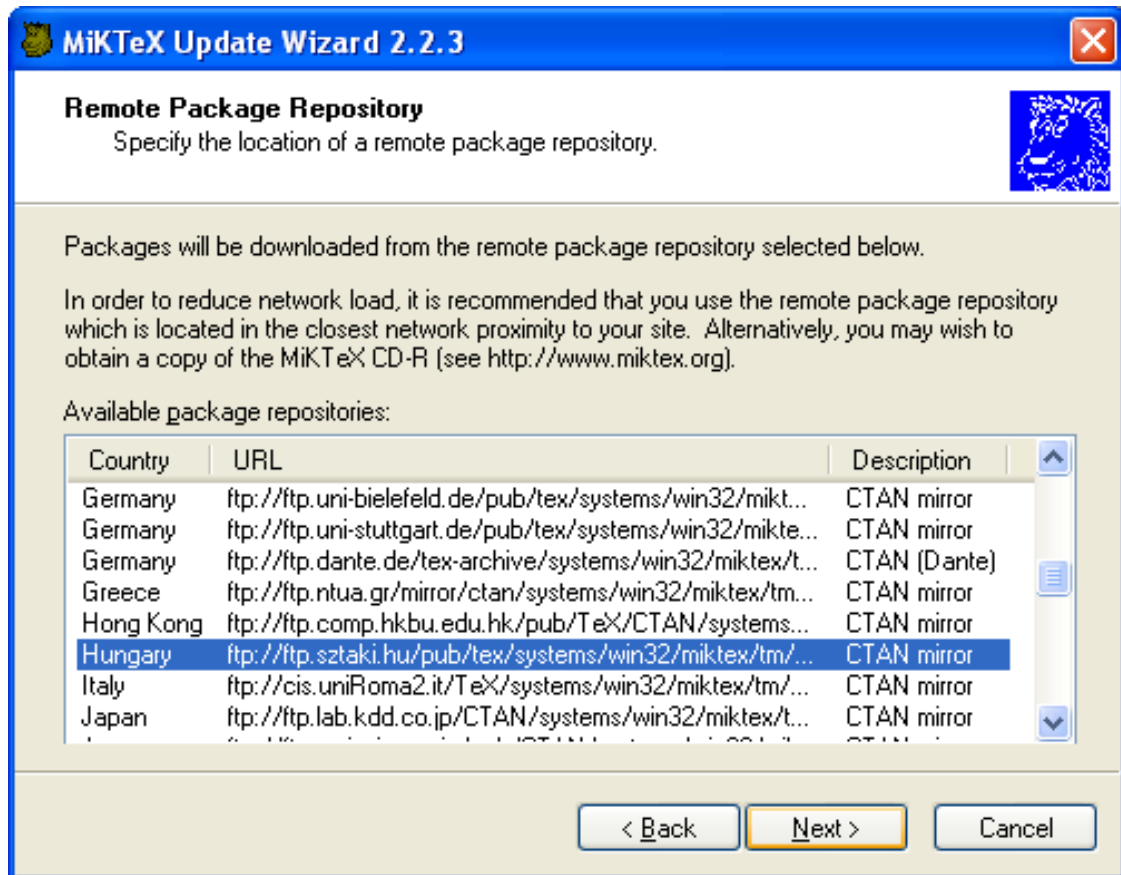 MiKTeX Update Wizard 2.2.3
Remote Package Repository
Specify the location of a remote package repository.
Packages will be downloaded from the remote package repository selected below.
In order to reduce network load, it is recommended that you use the remote package repository
which is located in the closest network proximity to your site. Alternatively, you may wish to
obtain a copy of the MiKTeX CD-R (see http://www.miktex.org).
Available package repositories:
Country URL Description
Germany ftp://ftp.uni-bielefeld.de/pub/tex/systems/win32/mikt... CTAN mirror
Germany ftp://ftp.uni-stuttgart.de/pub/tex/systems/win32/mikte... CTAN mirror
Germany ftp://ftp.dante.de/tex-archive/systems/win32/miktex/t... CTAN (Dante)
Greece ftp://ftp.ntua.gr/mirror/ctan/systems/win32/miktex/tm... CTAN mirror
Hong Kong ftp://ftp.comp.hkbu.edu.hk/pub/TeX/CTAN/systems... CTAN mirror
Hungary ftp://ftp.sztaki.hu/pub/tex/systems/win32/miktex/tm/... CTAN mirror
Italy ftp://cis.uniRoma2.it/TeX/systems/win32/miktex/tm/... CTAN mirror
Japan ftp://ftp.lab.kdd.co.jp/CTAN/systems/win32/miktex/t... CTAN mirror
< Back Next > Cancel